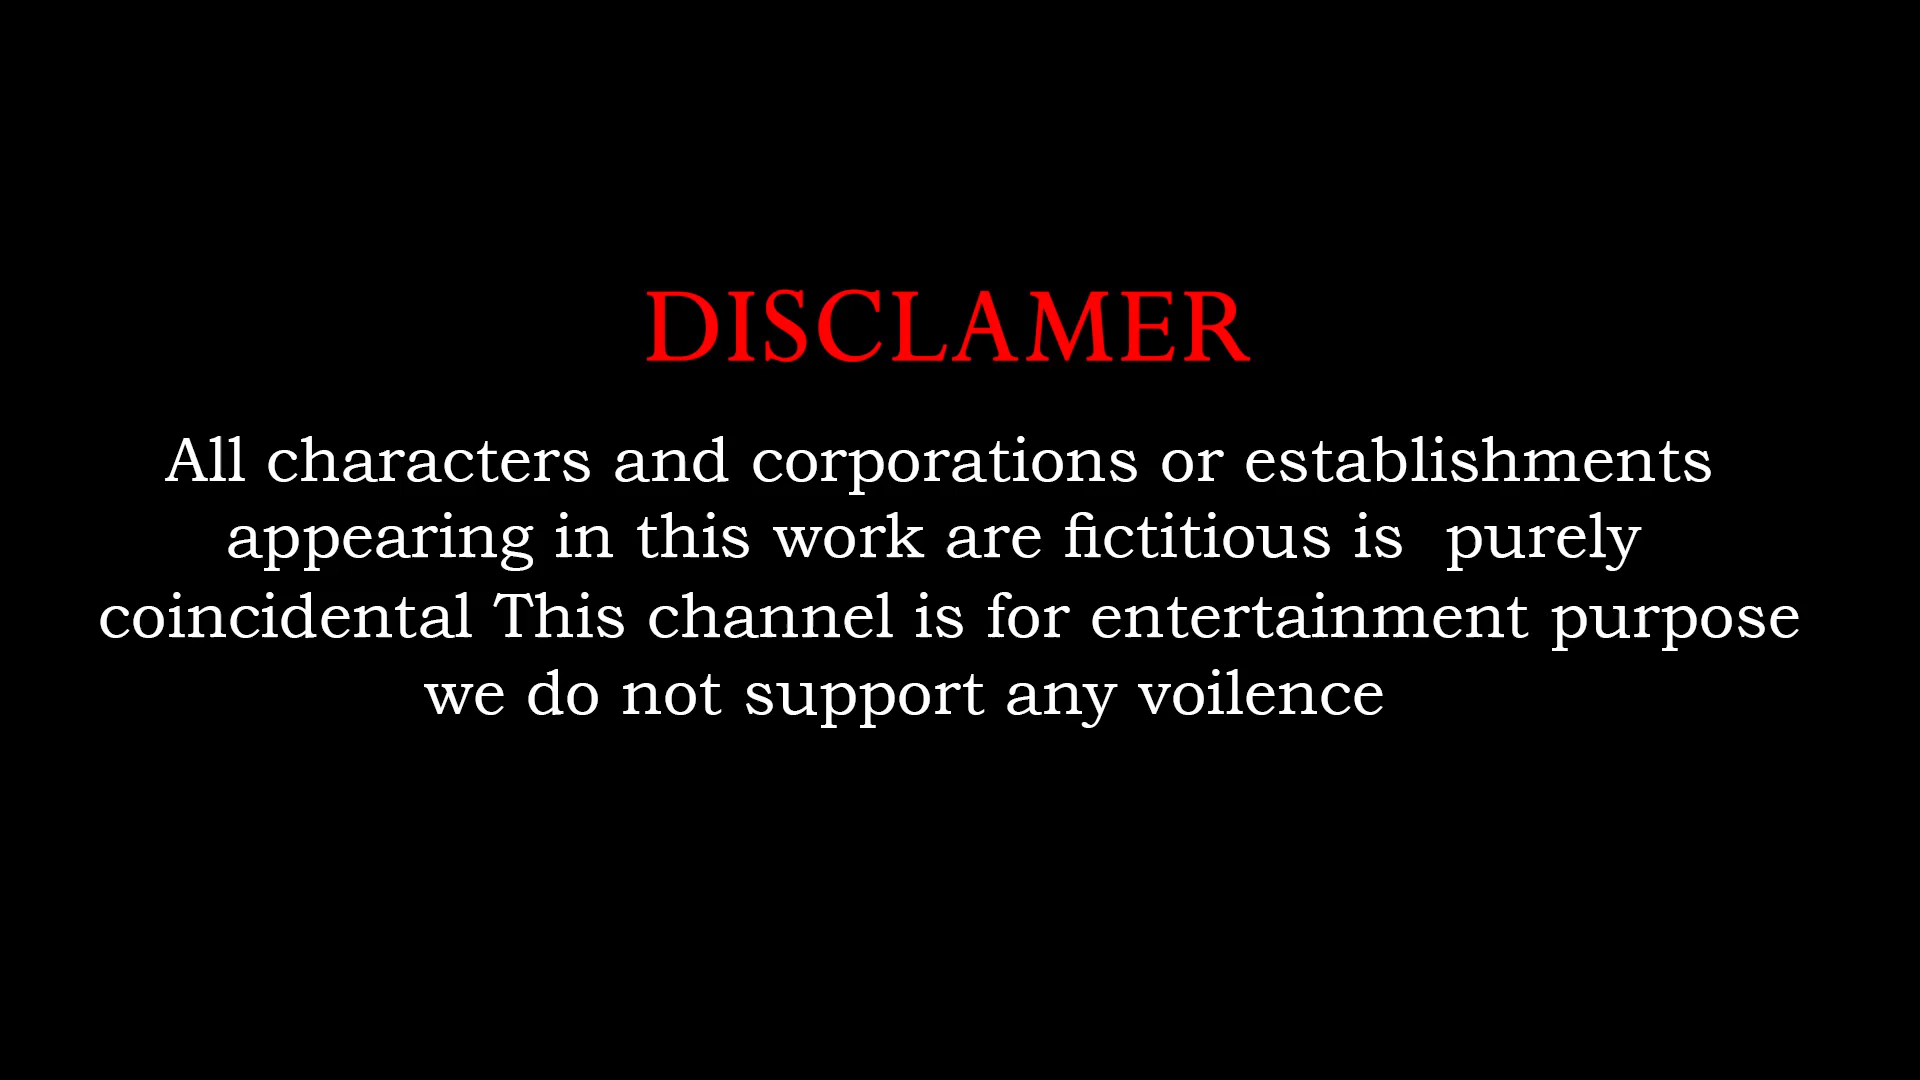 DISCLAMER
All characters and corporations or establishments
appearing in this work are fictitious is  purely
coincidental This channel is for entertainment purpose
we do not support any voilence